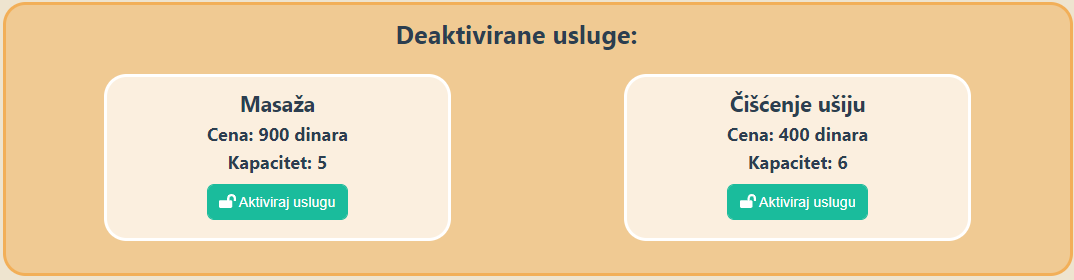 Deaktivirane usluge:
Masaža
Cena: 900 dinara
Kapacitet: 5
Aktiviraj uslugu
Čišćenje ušiju
Cena: 400 dinara
Kapacitet: 6
Aktiviraj uslugu